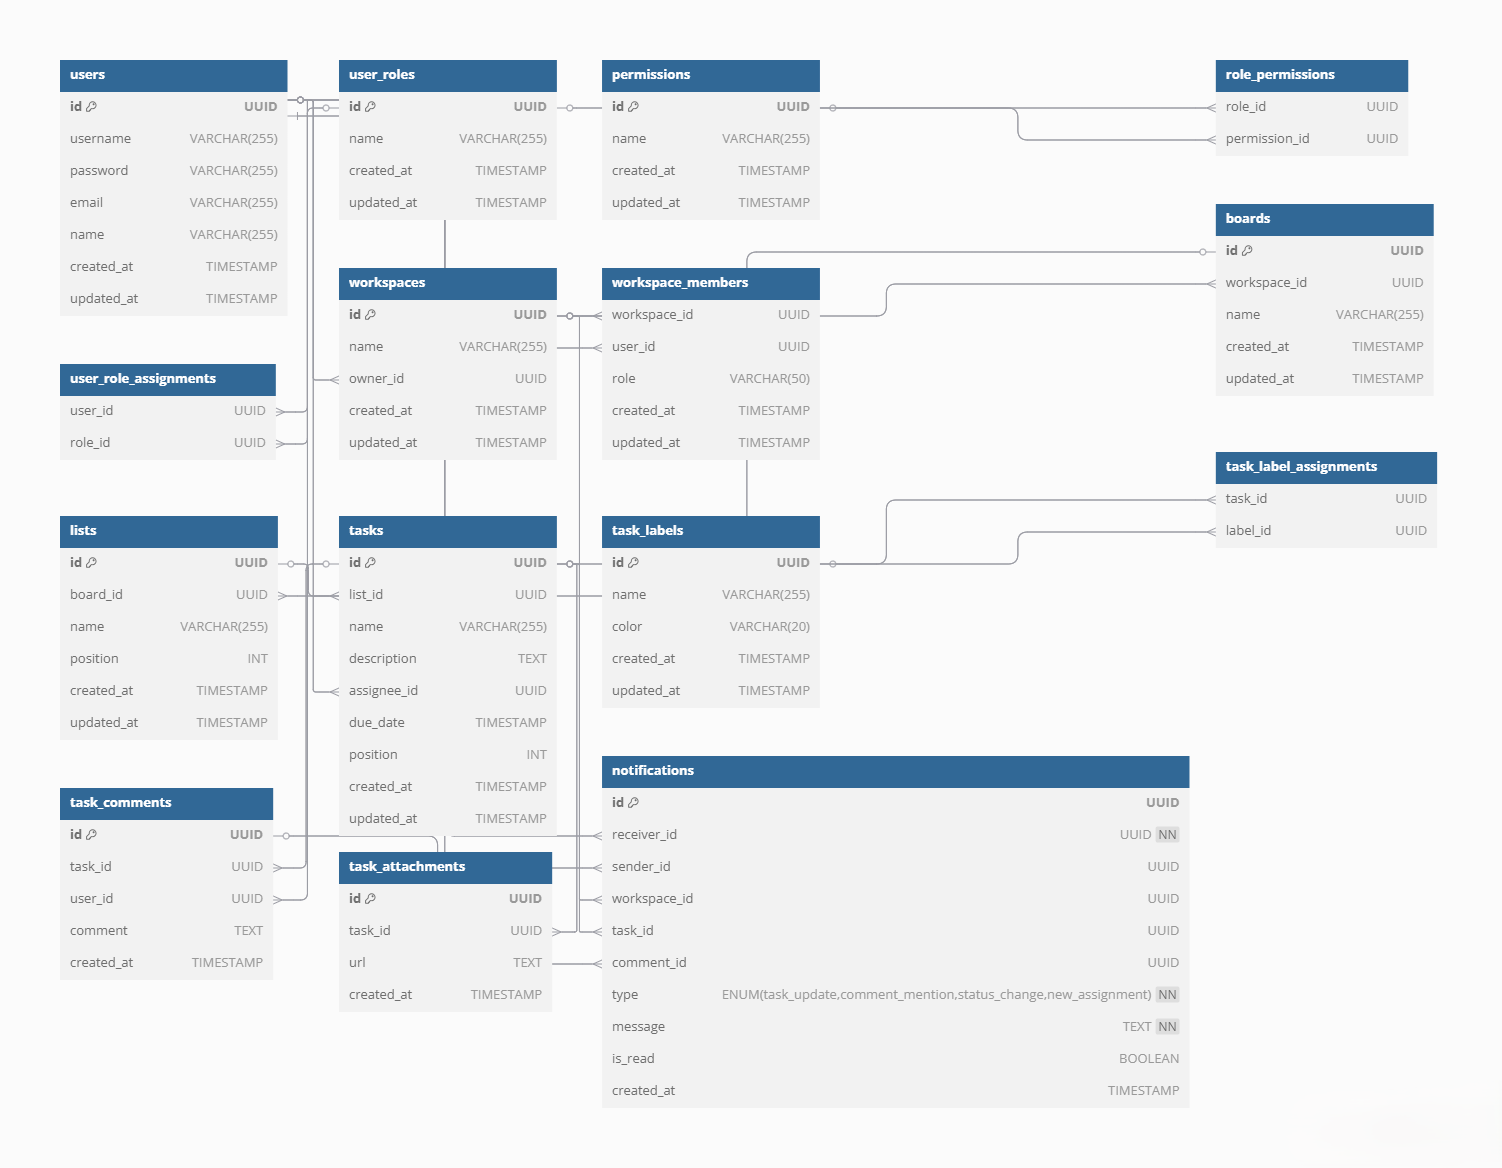 users
id UUID
username VARCHAR(255)
password VARCHAR(255)
email VARCHAR(255)
name VARCHAR(255)
created_at TIMESTAMP
updated_at TIMESTAMP
user_roles
id UUID
name VARCHAR(255)
created_at TIMESTAMP
updated_at TIMESTAMP
permissions
id UUID
name VARCHAR(255)
created_at TIMESTAMP
updated_at TIMESTAMP
role_permissions
role_id UUID
permission_id UUID
boards
id UUID
workspace_id UUID
name VARCHAR(255)
created_at TIMESTAMP
updated_at TIMESTAMP
workspaces
id UUID
name VARCHAR(255)
owner_id UUID
created_at TIMESTAMP
updated_at TIMESTAMP
workspace_members
workspace_id UUID
user_id UUID
role VARCHAR(50)
created_at TIMESTAMP
updated_at TIMESTAMP
user_role_assignments
user_id UUID
role_id UUID
task_label_assignments
task_id UUID
label_id UUID
lists
id UUID
board_id UUID
name VARCHAR(255)
position INT
created_at TIMESTAMP
updated_at TIMESTAMP
tasks
id UUID
list_id UUID
name VARCHAR(255)
description TEXT
assignee_id UUID
due_date TIMESTAMP
position INT
created_at TIMESTAMP
updated_at TIMESTAMP
task_labels
id UUID
name VARCHAR(255)
color VARCHAR(20)
created_at TIMESTAMP
updated_at TIMESTAMP
task_comments
id UUID
task_id UUID
user_id UUID
comment TEXT
created_at TIMESTAMP
task_attachments
id UUID
task_id UUID
url TEXT
created_at TIMESTAMP
notifications
id UUID
receiver_id UUID NN
sender_id UUID
workspace_id UUID
task_id UUID
comment_id UUID
type ENUM(task_update,comment_mention,status_change,new_assignment) NN
message TEXT NN
is_read BOOLEAN
created_at TIMESTAMP